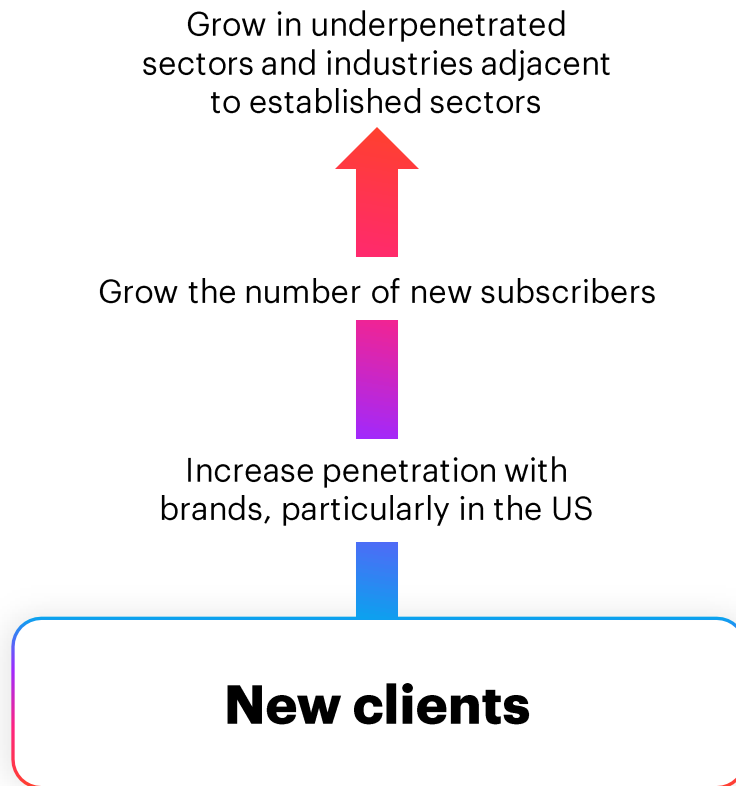 Grow in underpenetrated
sectors and industries adjacent
to established sectors
Grow the number of new subscribers
Increase penetration with
brands, particularly in the US
New clients